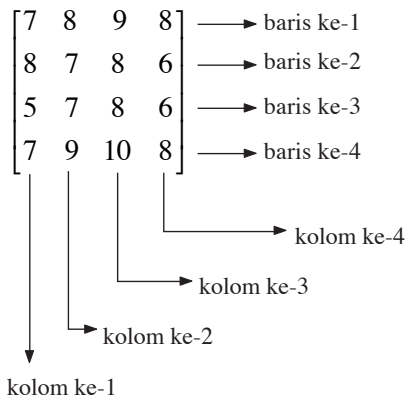 7 8 9 8 baris ke-1
8 7 8 6 baris ke-2
5 7 8 6 baris ke-3
7 9 10 8 baris ke-4
kolom ke-4
kolom ke-3
kolom ke-2
kolom ke-1